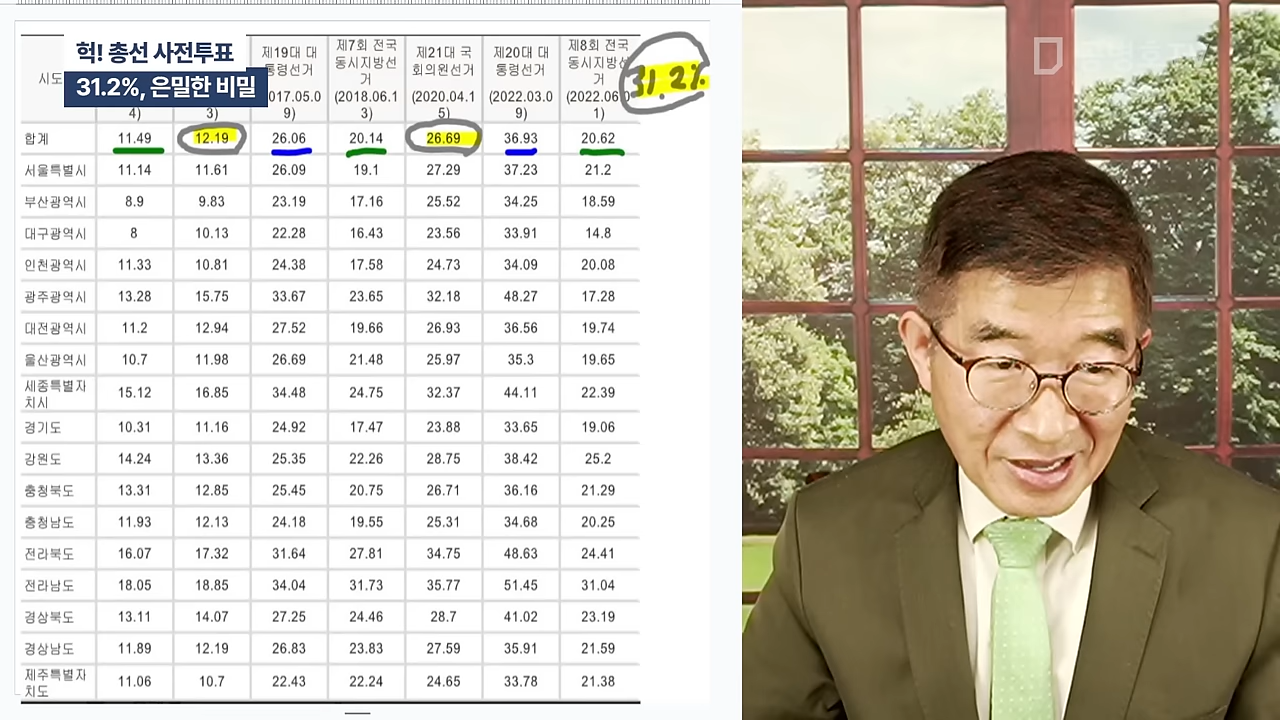 헉! 총선 사전투표
31.2%, 은밀한 비밀
시도
4)
3)
제19대 대
통령선거
(2017.05.0
9)
제7회 전국
동시지방선
거
(2018.06.1
3)
제21대 국
회의원선거
(2020.04.1
5)
제20대 대
통령선거
(2022.03.0
9)
제8회 전국
동시지방선
거
(2022.06.0
1)
31.2%
합계 11.49 12.19 26.06 20.14 26.69 36.93 20.62
서울특별시 11.14 11.61 26.09 19.1 27.29 37.23 21.2
부산광역시 8.9 9.83 23.19 17.16 25.52 34.25 18.59
대구광역시 8 10.13 22.28 16.43 23.56 33.91 14.8
인천광역시 11.33 10.81 24.38 17.58 24.73 34.09 20.08
광주광역시 13.28 15.75 33.67 23.65 32.18 48.27 17.28
대전광역시 11.2 12.94 27.52 19.66 26.93 36.56 19.74
울산광역시 10.7 11.98 26.69 21.48 25.97 35.3 19.65
세종특별자
치시 15.12 16.85 34.48 24.75 32.37 44.11 22.39
경기도 10.31 11.16 24.92 17.47 23.88 33.65 19.06
강원도 14.24 13.36 25.35 22.26 28.75 38.42 25.2
충청북도 13.31 12.85 25.45 20.75 26.71 36.16 21.29
충청남도 11.93 12.13 24.18 19.55 25.31 34.68 20.25
전라북도 16.07 17.32 31.64 27.81 34.75 48.63 24.41
전라남도 18.05 18.85 34.04 31.73 35.77 51.45 31.04
경상북도 13.11 14.07 27.25 24.46 28.7 41.02 23.19
경상남도 11.89 12.19 26.83 23.83 27.59 35.91 21.59
제주특별자
치도 11.06 10.7 22.43 22.24 24.65 33.78 21.38